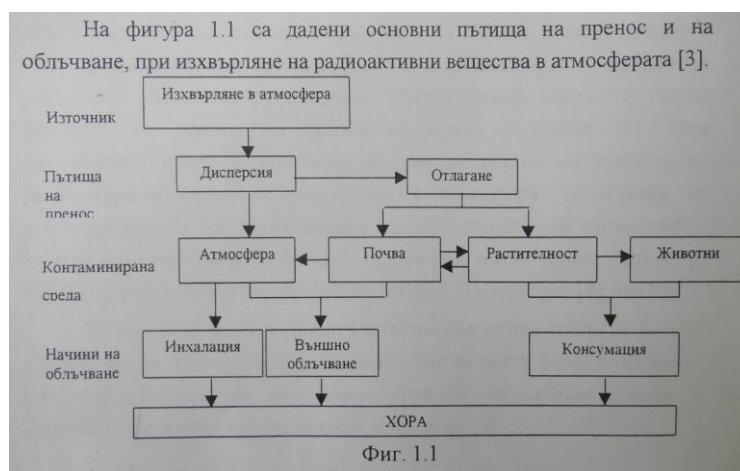 На фигура 1.1 са дадени основни пътища на пренос и на
облъчване, при изхвърляне на радиоактивни вещества в атмосферата [3].
Изхвърляне в атмосфера
Източник
Дисперсия
Отлагане
Пътища
на
пренос
Атмосфера
Почва
Растителност
Животни
Контаминирана
среда
Инхалация
Външно
облъчване
Консумация
Начини на
облъчване
ХОРА
Фиг. 1.1